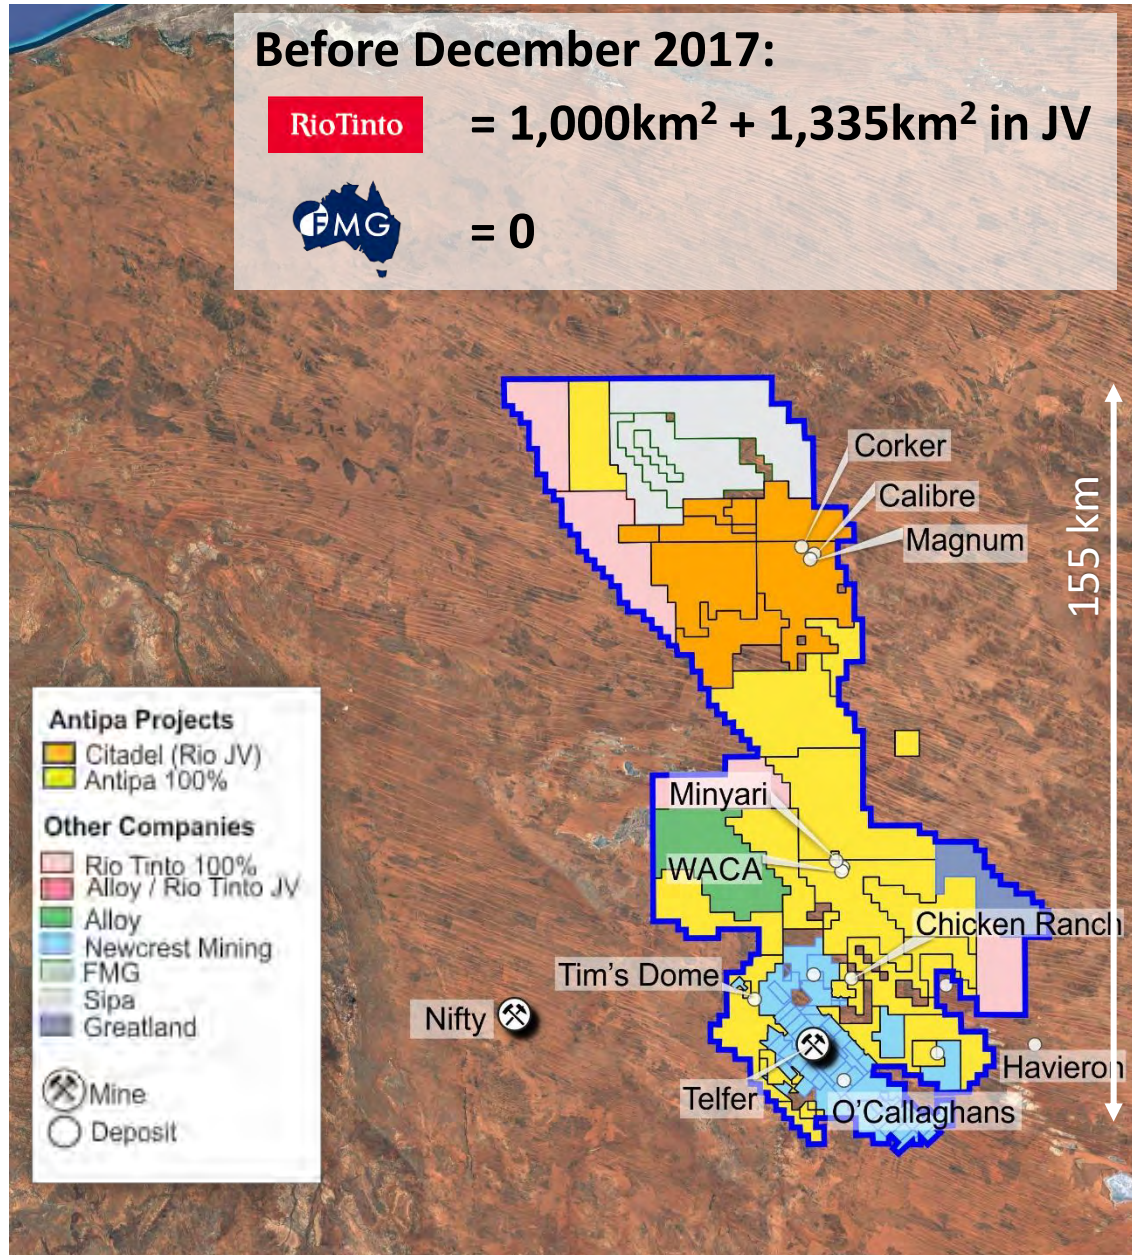 Before December 2017:
RioTinto = 1,000km² + 1,335km² in JV
FMG = 0
Corker
Calibre
Magnum
155 km
Antipa Projects
Citadel (Rio JV)
Antipa 100%
Other Companies
Rio Tinto 100%
Alloy / Rio Tinto JV
Alloy
Newcrest Mining
FMG
Sipa
Greatland
Mine
Deposit
Minyari
WACA
Chicken Ranch
Tim's Dome
Nifty
Havieron
Telfer
O'Callaghans